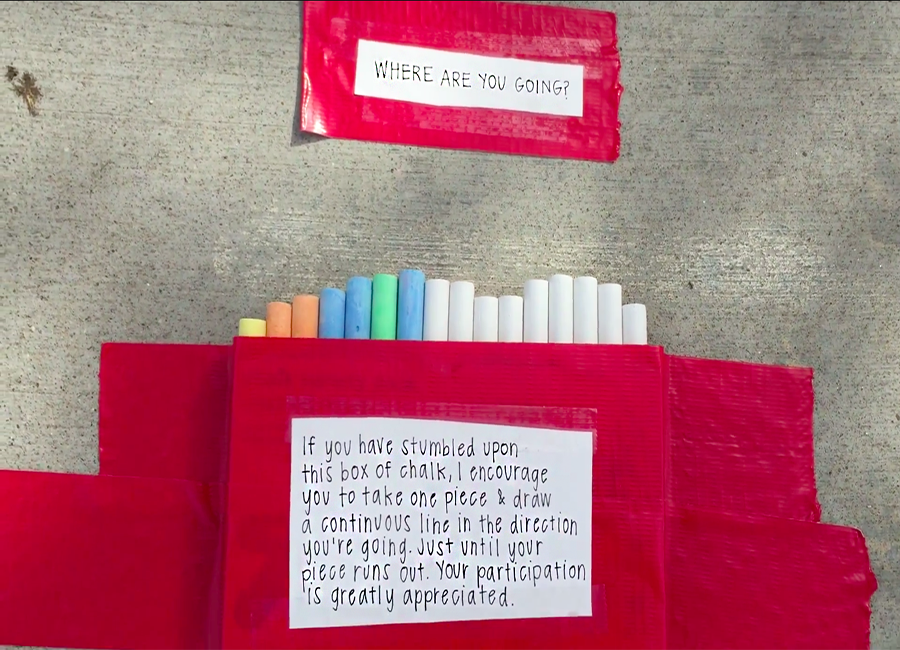 WHERE ARE YOU GOING?
If you have stumbled upon
this box of chalk, I encourage
you to take one piece & draw
a continuous line in the direction
you're going. Just until your
piece runs out. Your participation
is greatly appreciated.